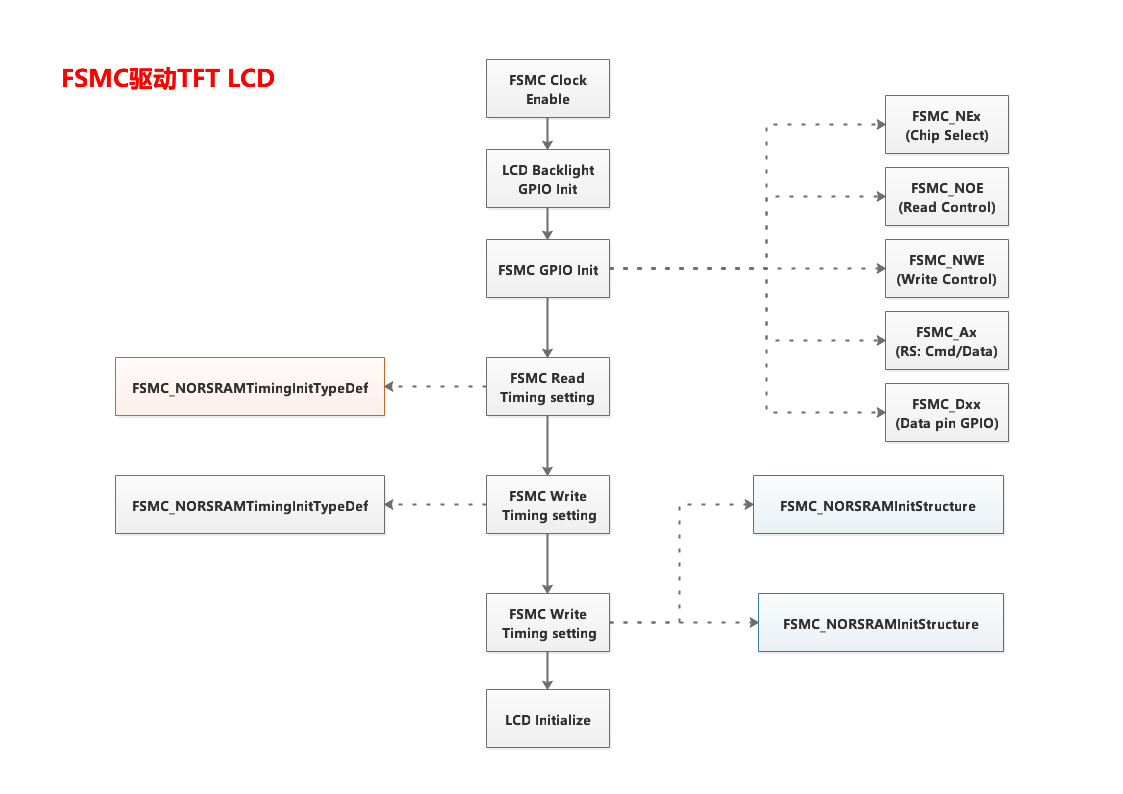 FSMC驱动TFT LCD
FSMC Clock
Enable
LCD Backlight
GPIO Init
FSMC GPIO Init
FSMC_NEx
(Chip Select)
FSMC_NOE
(Read Control)
FSMC_NWE
(Write Control)
FSMC_Ax
(RS: Cmd/Data)
FSMC_Dxx
(Data pin GPIO)
FSMC Read
Timing setting
FSMC_NORSRAMTimingInitTypeDef
FSMC Write
Timing setting
FSMC_NORSRAMTimingInitTypeDef
FSMC_NORSRAMInitStructure
FSMC Write
Timing setting
FSMC_NORSRAMInitStructure
LCD Initialize